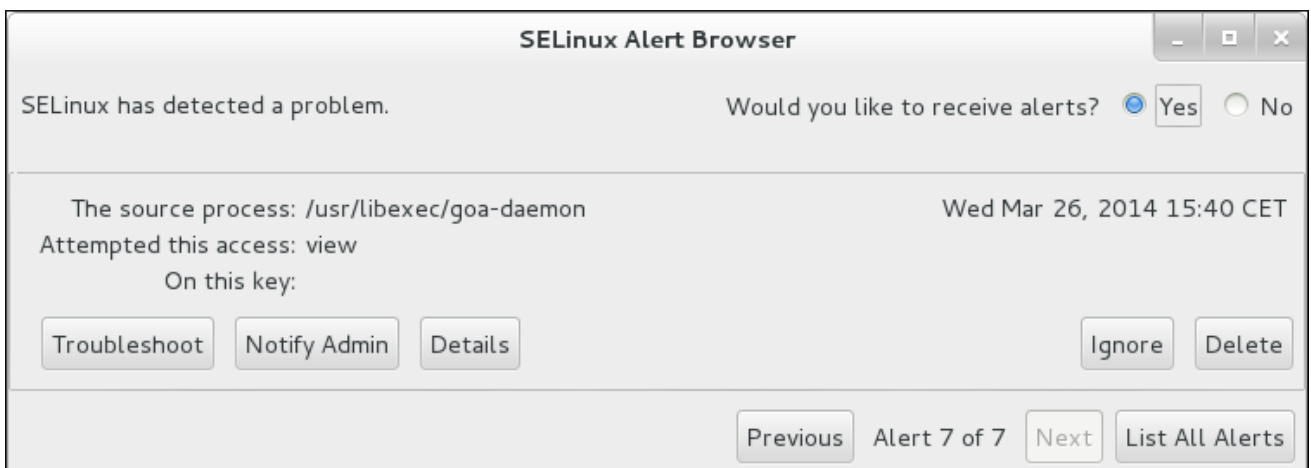 SELinux Alert Browser
SELinux has detected a problem. Would you like to receive alerts? Yes No
The source process: /usr/libexec/goa-daemon Wed Mar 26, 2014 15:40 CET
Attempted this access: view
On this key:
Troubleshoot Notify Admin Details Ignore Delete
Previous Alert 7 of 7 Next List All Alerts